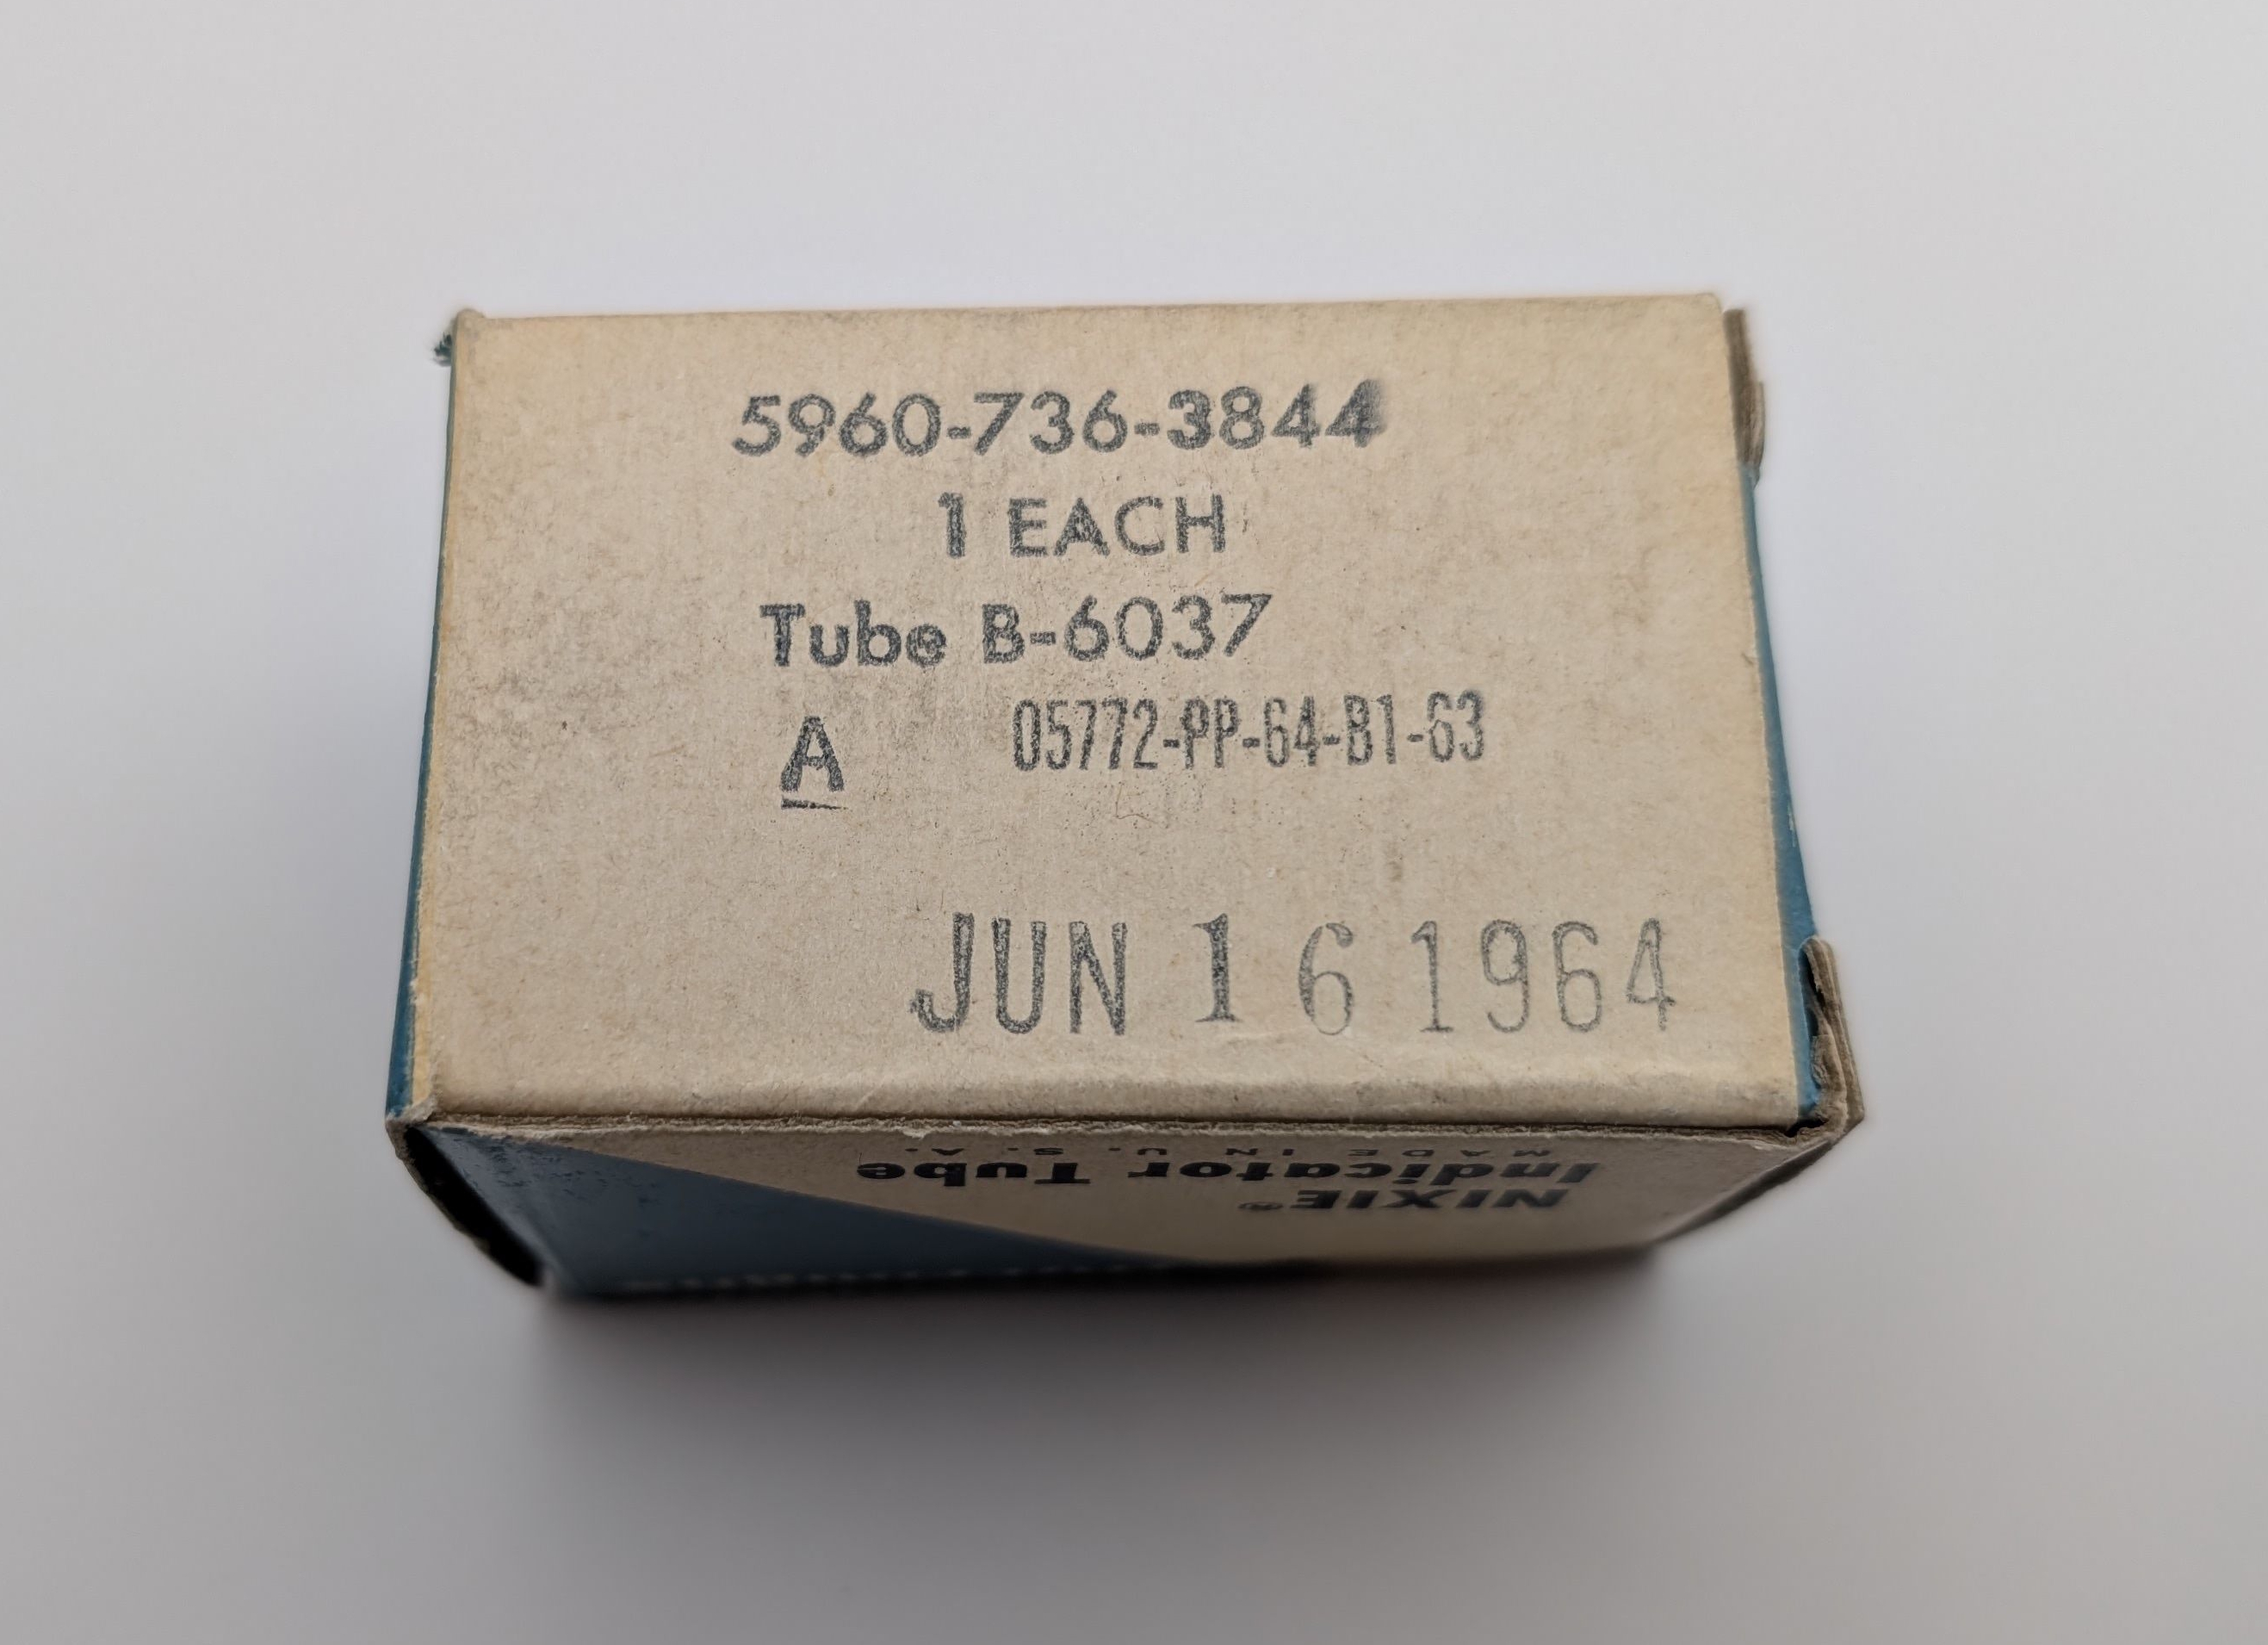 5960-736-3844
1 EACH
Tube B-6037
A 05772-PP-64-B1-63
JUN 16 1964
NIXIE®
Indicator Tube
MADE IN U. S. A.